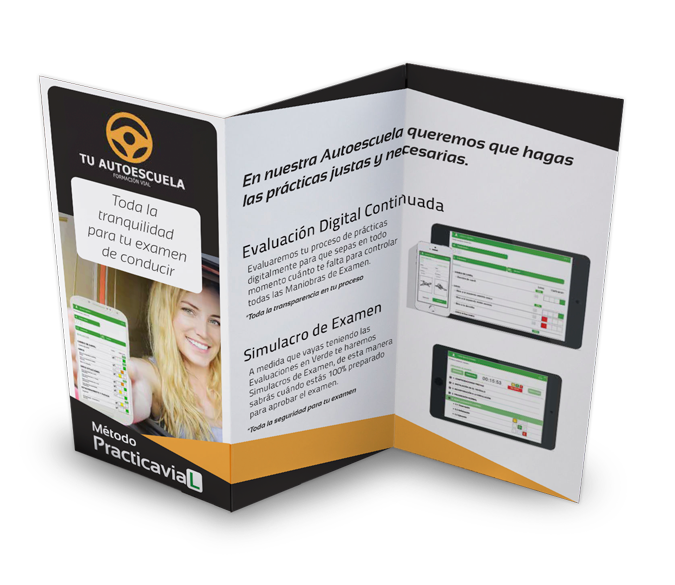 TU AUTOESCUELA
FORMACIÓN VIAL
Toda la
tranquilidad
para tu examen
de conducir
Método
PracticaviaL
En nuestra Autoescuela queremos que hagas
las prácticas justas y necesarias.
Evaluación Digital Continuada
Evaluaremos tu proceso de prácticas
digitalmente para que sepas en todo
momento cuánto te falta para controlar
todas las Maniobras de Examen.
*Toda la transparencia en tu proceso
Simulacro de Examen
A medida que vayas teniendo las
Evaluaciones en Verde te haremos
Simulacros de Examen, de esta manera
sabrás cuándo estás 100% preparado
para aprobar el examen.
*Toda la seguridad para tu examen